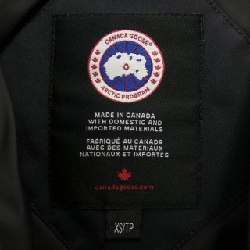 CANADA GOOSE
ARCTIC PROGRAM
MADE IN CANADA
WITH DOMESTIC AND
IMPORTED MATERIALS
FABRIQUÉ AU CANADA
AVEC DES MATÉRIAUX
NATIONAUX ET IMPORTÉS
canadagoose.com
XS/TP